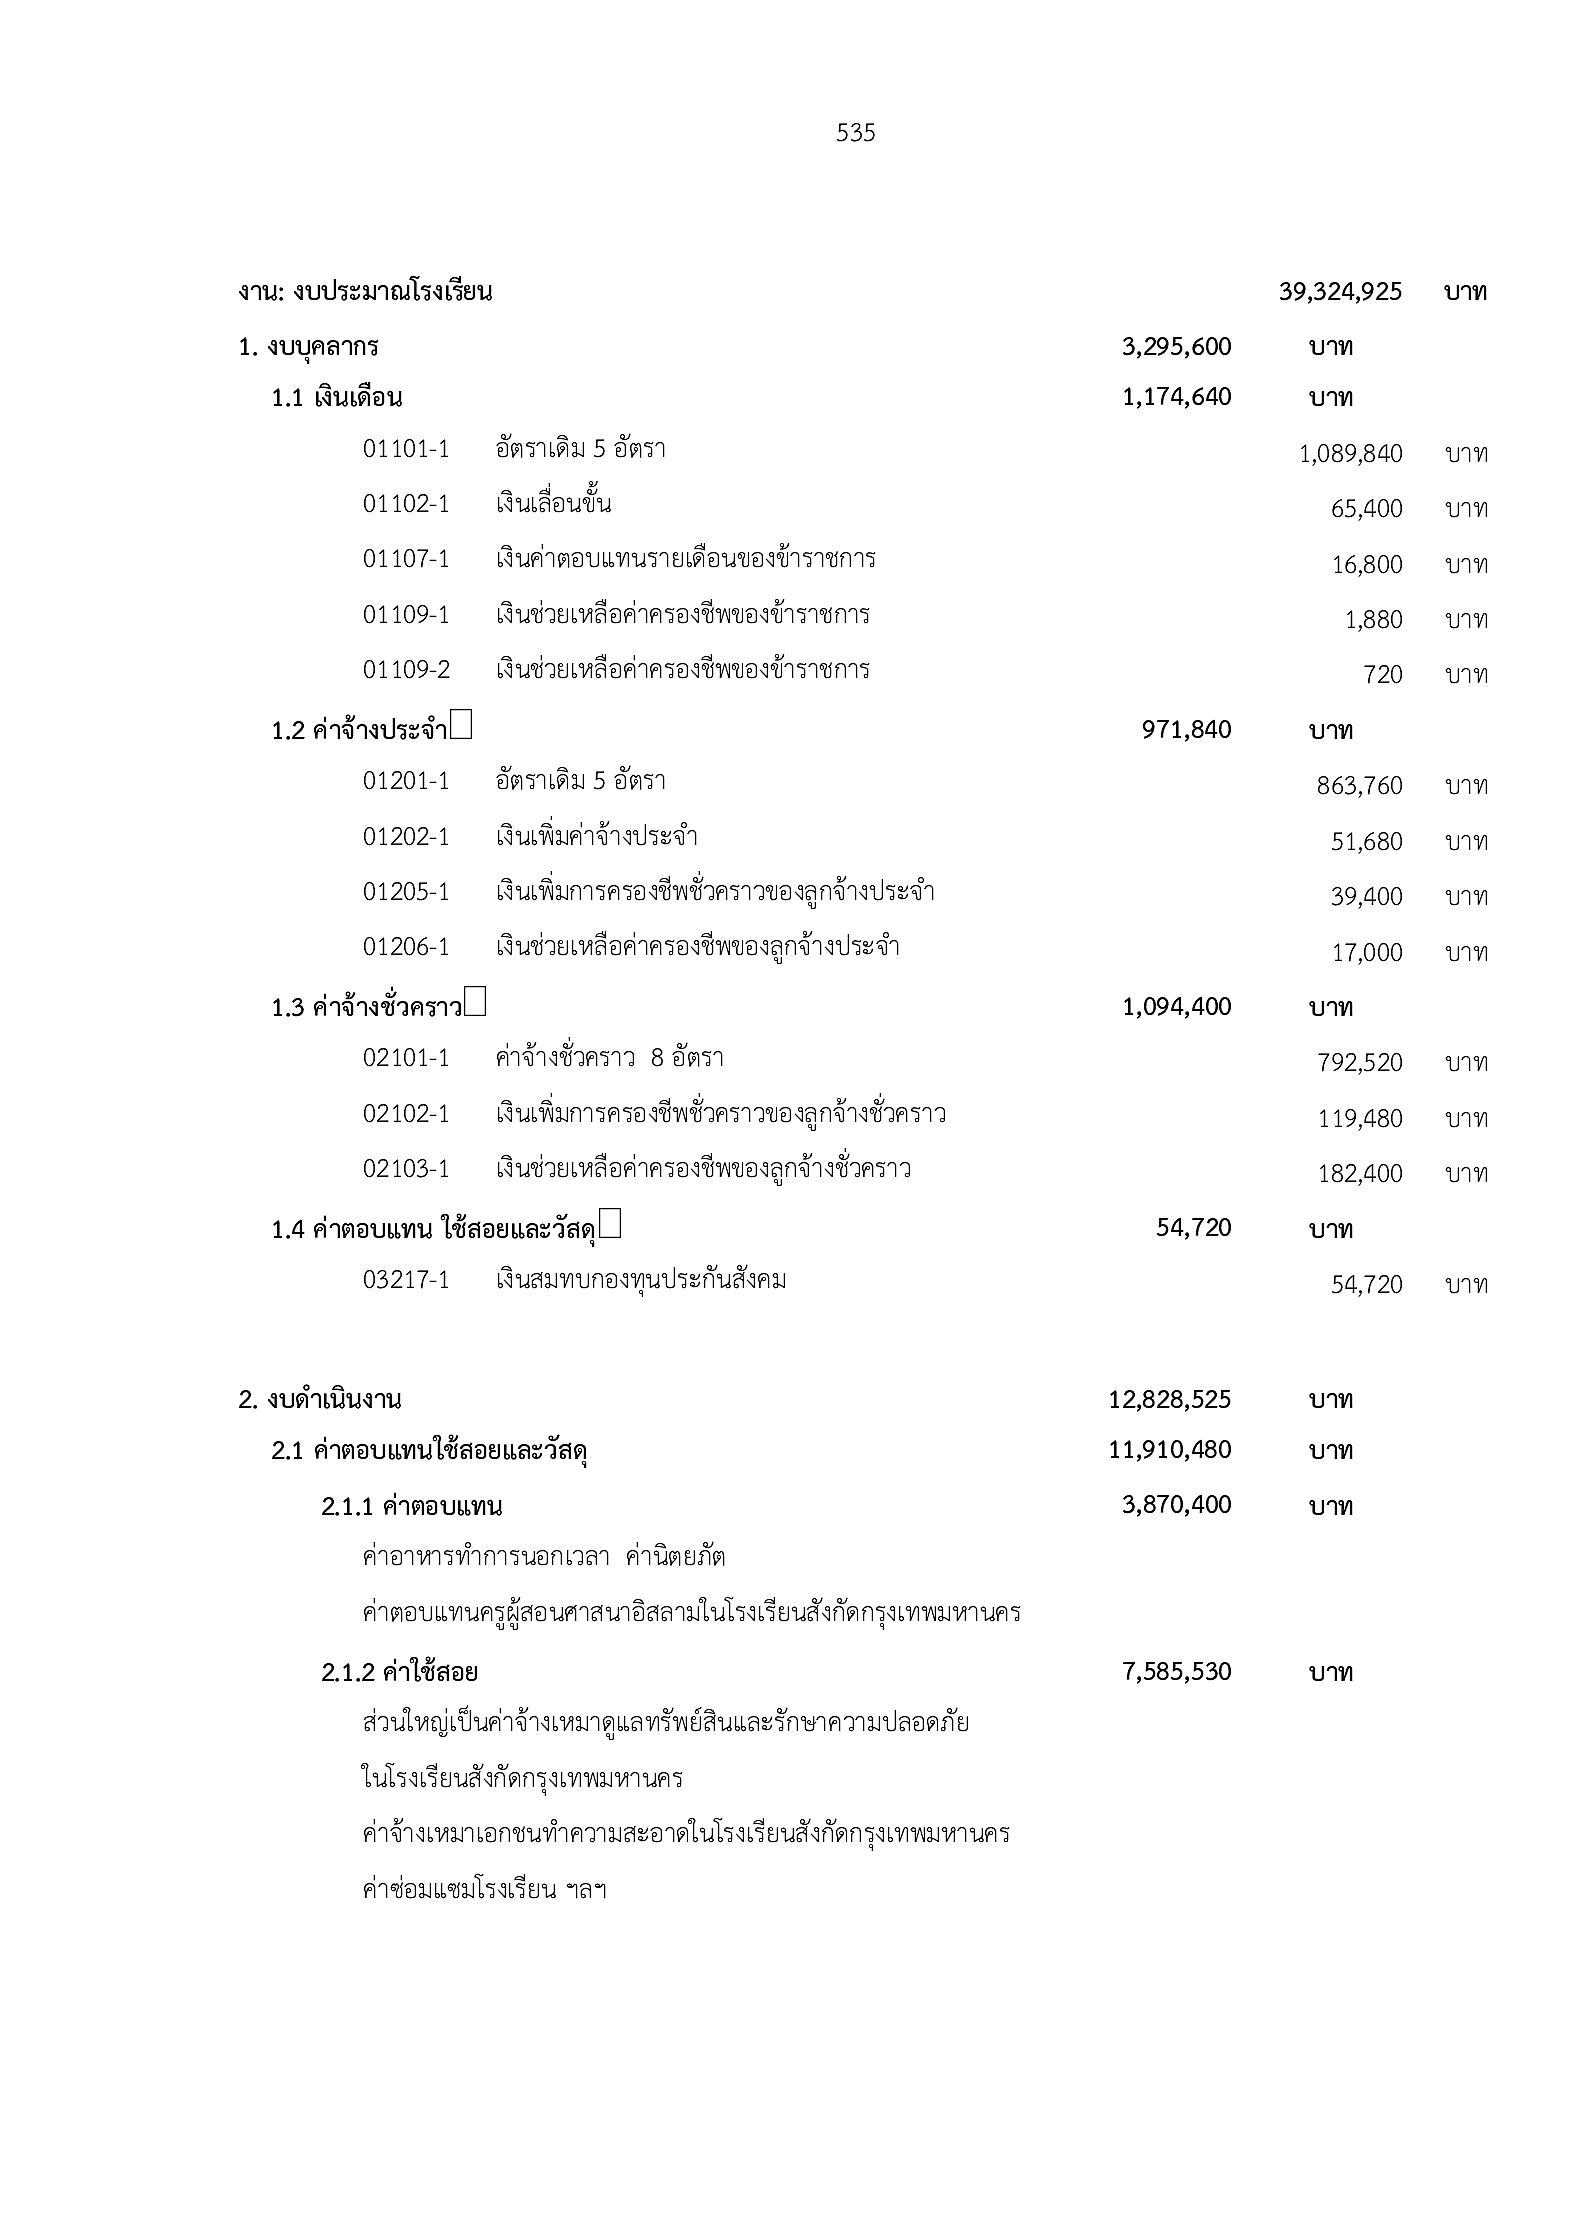 535
งาน: งบประมาณโรงเรียน 39,324,925 บาท
1. งบบุคลากร 3,295,600 บาท
1.1 เงินเดือน 1,174,640 บาท
01101-1 อัตราเดิม 5 อัตรา 1,089,840 บาท
01102-1 เงินเลื่อนขั้น 65,400 บาท
01107-1 เงินค่าตอบแทนรายเดือนของข้าราชการ 16,800 บาท
01109-1 เงินช่วยเหลือค่าครองชีพของข้าราชการ 1,880 บาท
01109-2 เงินช่วยเหลือค่าครองชีพของข้าราชการ 720 บาท
1.2 ค่าจ้างประจำ 971,840 บาท
01201-1 อัตราเดิม 5 อัตรา 863,760 บาท
01202-1 เงินเพิ่มค่าจ้างประจำ 51,680 บาท
01205-1 เงินเพิ่มการครองชีพชั่วคราวของลูกจ้างประจำ 39,400 บาท
01206-1 เงินช่วยเหลือค่าครองชีพของลูกจ้างประจำ 17,000 บาท
1.3 ค่าจ้างชั่วคราว 1,094,400 บาท
02101-1 ค่าจ้างชั่วคราว 8 อัตรา 792,520 บาท
02102-1 เงินเพิ่มการครองชีพชั่วคราวของลูกจ้างชั่วคราว 119,480 บาท
02103-1 เงินช่วยเหลือค่าครองชีพของลูกจ้างชั่วคราว 182,400 บาท
1.4 ค่าตอบแทน ใช้สอยและวัสดุ 54,720 บาท
03217-1 เงินสมทบกองทุนประกันสังคม 54,720 บาท
2. งบดำเนินงาน 12,828,525 บาท
2.1 ค่าตอบแทนใช้สอยและวัสดุ 11,910,480 บาท
2.1.1 ค่าตอบแทน 3,870,400 บาท
ค่าอาหารทำการนอกเวลา ค่านิตยภัต
ค่าตอบแทนครูผู้สอนศาสนาอิสลามในโรงเรียนสังกัดกรุงเทพมหานคร
2.1.2 ค่าใช้สอย 7,585,530 บาท
ส่วนใหญ่เป็นค่าจ้างเหมาดูแลทรัพย์สินและรักษาความปลอดภัย
ในโรงเรียนสังกัดกรุงเทพมหานคร
ค่าจ้างเหมาเอกชนทำความสะอาดในโรงเรียนสังกัดกรุงเทพมหานคร
ค่าซ่อมแซมโรงเรียน ฯลฯ